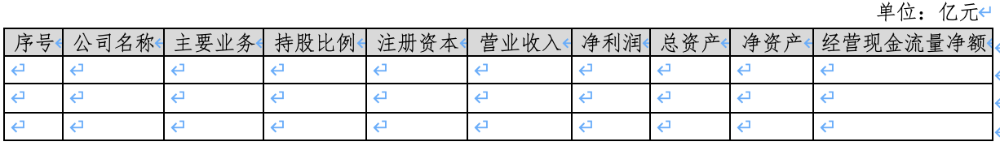 单位：亿元
序号 公司名称 主要业务 持股比例 注册资本 营业收入 净利润 总资产 净资产 经营现金流量净额